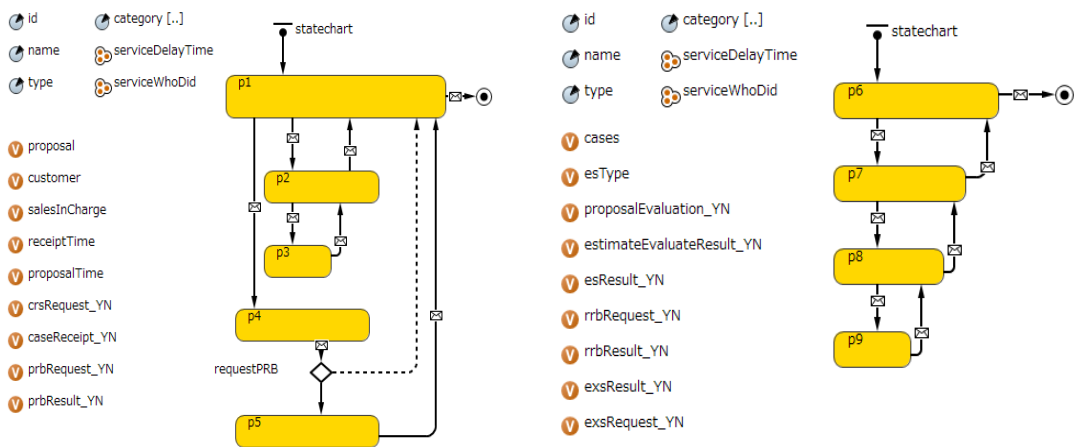 id category [..]
name serviceDelayTime
type serviceWhoDid
proposal
customer
salesInCharge
receiptTime
proposalTime
crsRequest_YN
caseReceipt_YN
prbRequest_YN
prbResult_YN
statechart
p1
p2
p3
p4
requestPRB
p5
id category [..]
name serviceDelayTime
type serviceWhoDid
cases
esType
proposalEvaluation_YN
estimateEvaluateResult_YN
esResult_YN
rrbRequest_YN
rrbResult_YN
exsResult_YN
exsRequest_YN
statechart
p6
p7
p8
p9